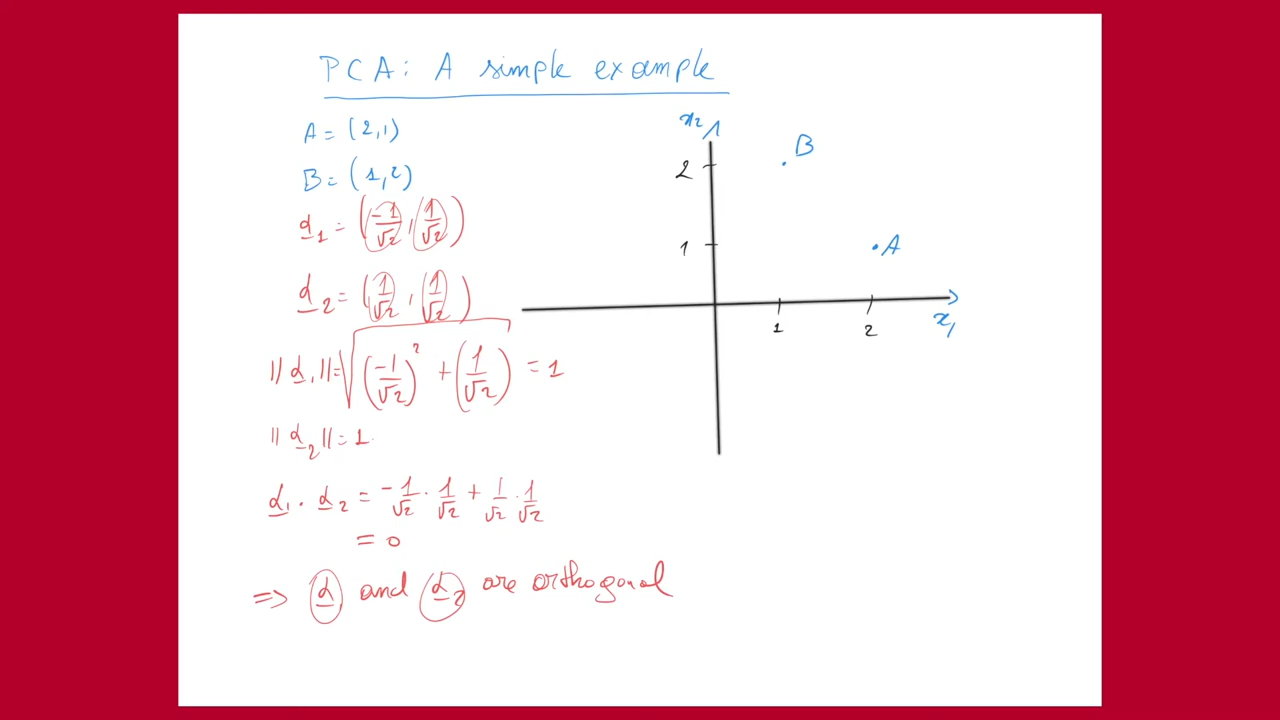 PCA: A simple example
A = (2,1)
B = (1,2)
α1 = (-1/√2, 1/√2)
α2 = (1/√2, 1/√2)
||α1|| = √((-1/√2)² + (1/√2)) = 1
||α2|| = 1.
α1 · α2 = -1/√2 · 1/√2 + 1/√2 · 1/√2
= 0
=> α and α2 are orthogonal
x2
2
B
1
A
1
2
x1